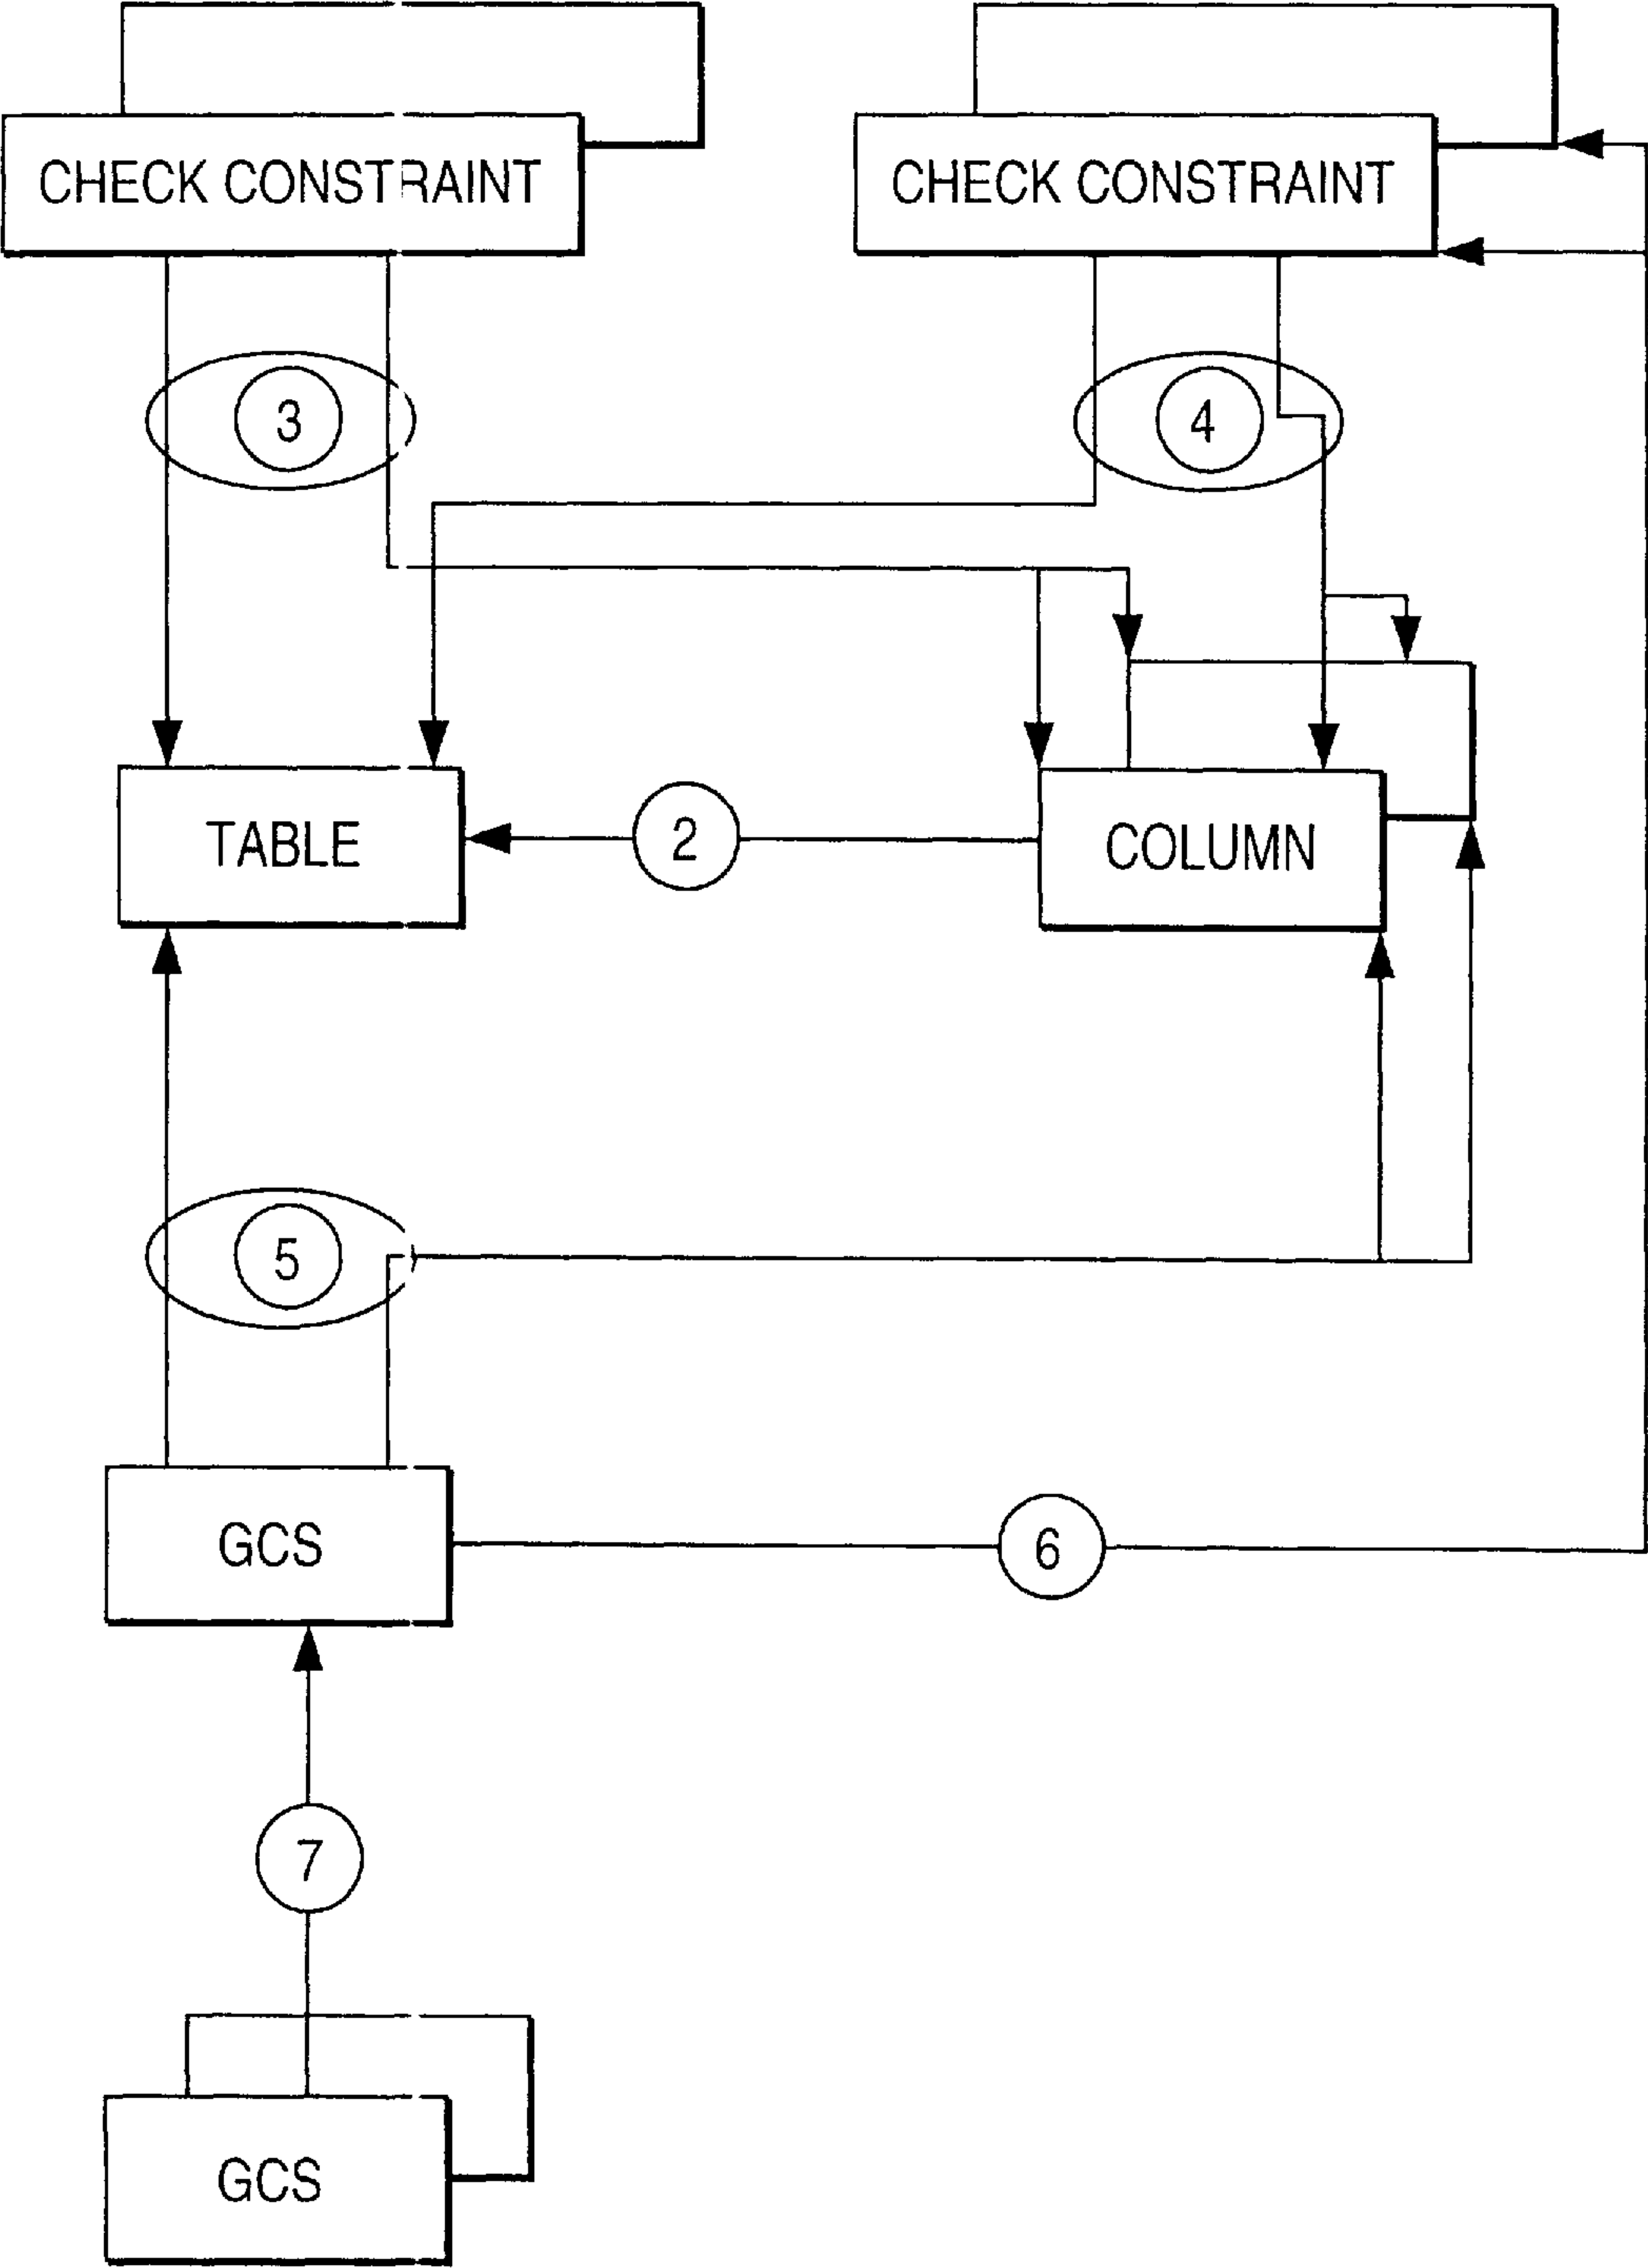 CHECK CONSTRAINT
CHECK CONSTRAINT
3
4
TABLE
2
COLUMN
5
GCS
6
7
GCS